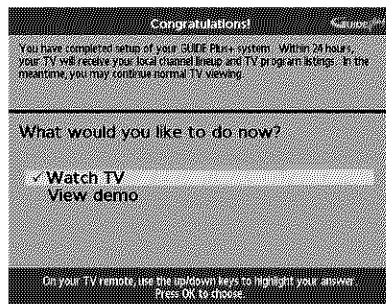 Congratulations!
GUIDE Plus+
You have completed setup of your GUIDE Plus+ system. Within 24 hours,
your TV will receive your local channel lineup and TV program listings. In the
meantime, you may continue normal TV viewing.
What would you like to do now?
✓ Watch TV
View demo
On your TV remote, use the up/down keys to highlight your answer.
Press OK to choose.